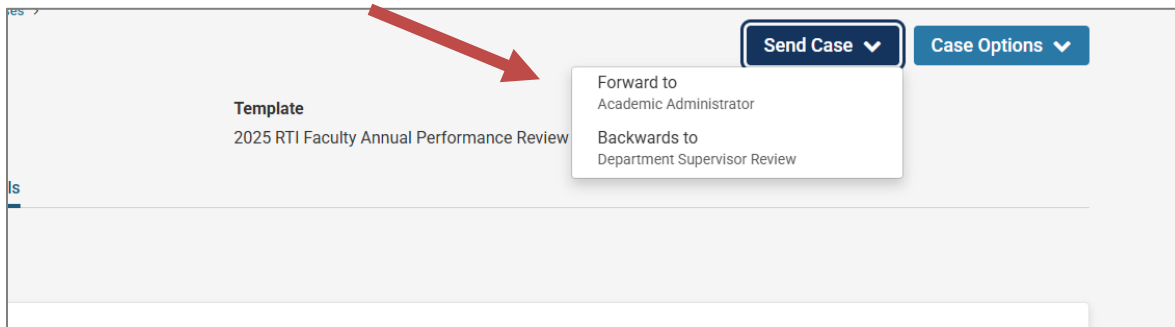 Send Case
Case Options
Forward to
Academic Administrator
Template
2025 RTI Faculty Annual Performance Review
Backwards to
Department Supervisor Review